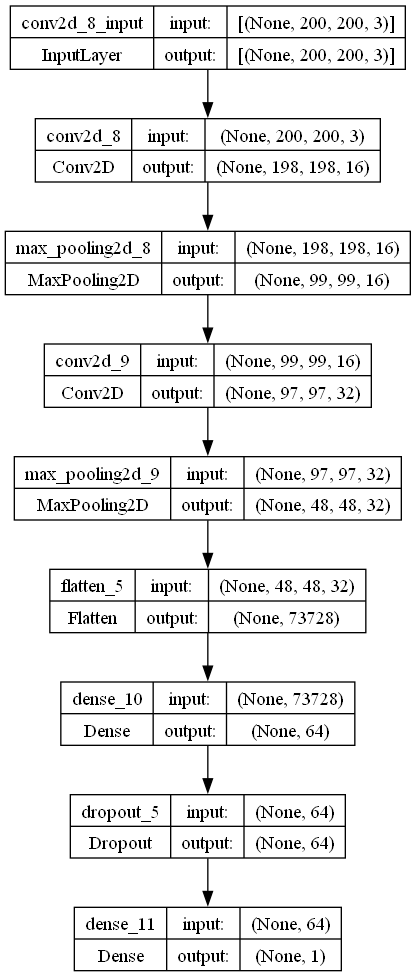 conv2d_8_input input: [(None, 200, 200, 3)]
InputLayer output: [(None, 200, 200, 3)]
conv2d_8 input: (None, 200, 200, 3)
Conv2D output: (None, 198, 198, 16)
max_pooling2d_8 input: (None, 198, 198, 16)
MaxPooling2D output: (None, 99, 99, 16)
conv2d_9 input: (None, 99, 99, 16)
Conv2D output: (None, 97, 97, 32)
max_pooling2d_9 input: (None, 97, 97, 32)
MaxPooling2D output: (None, 48, 48, 32)
flatten_5 input: (None, 48, 48, 32)
Flatten output: (None, 73728)
dense_10 input: (None, 73728)
Dense output: (None, 64)
dropout_5 input: (None, 64)
Dropout output: (None, 64)
dense_11 input: (None, 64)
Dense output: (None, 1)